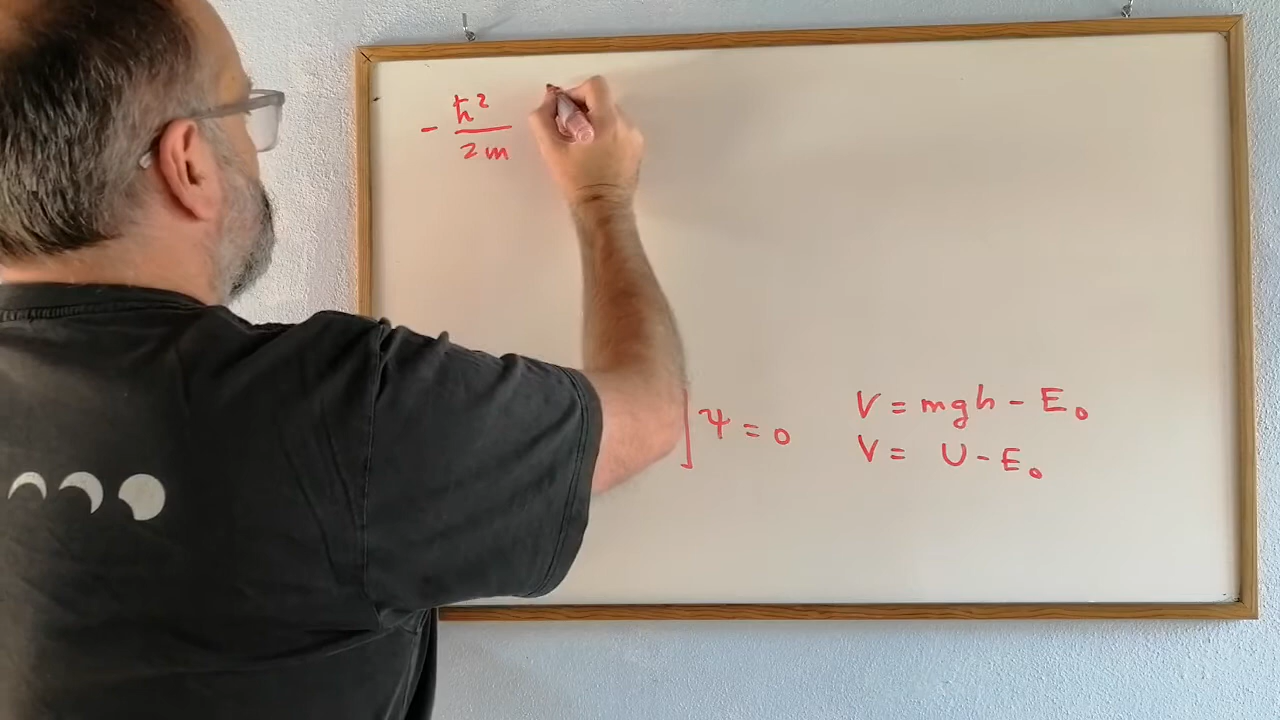 - ħ²
2m
] Ψ = 0
V = mgh - E₀
V = U - E₀